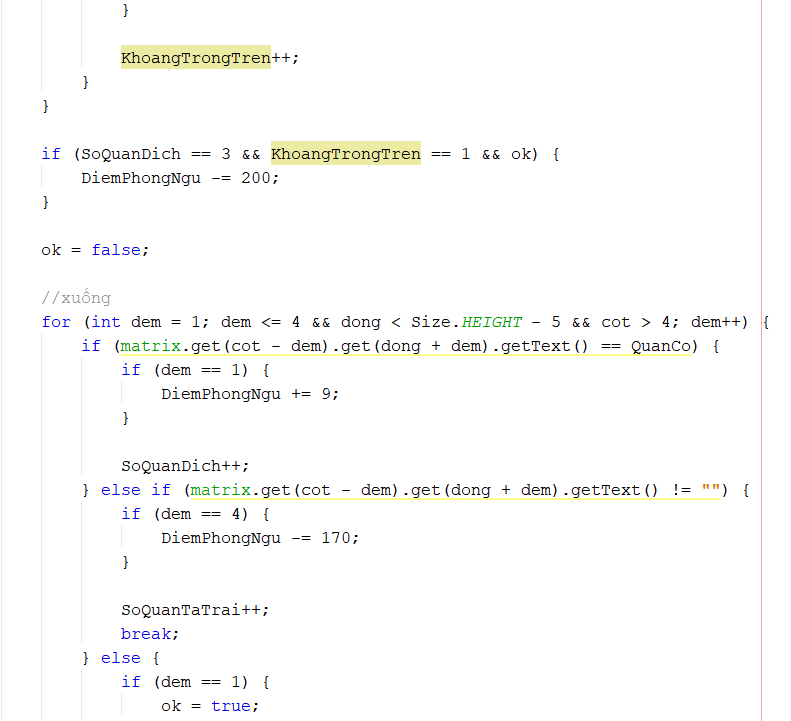 }
KhoangTrongTren++;
}
}
if (SoQuanDich == 3 && KhoangTrongTren == 1 && ok) {
DiemPhongNgu -= 200;
}
ok = false;
//xuống
for (int dem = 1; dem <= 4 && dong < Size.HEIGHT - 5 && cot > 4; dem++) {
if (matrix.get(cot - dem).get(dong + dem).getText() == QuanCo) {
if (dem == 1) {
DiemPhongNgu += 9;
}
SoQuanDich++;
} else if (matrix.get(cot - dem).get(dong + dem).getText() != "") {
if (dem == 4) {
DiemPhongNgu -= 170;
}
SoQuanTaTrai++;
break;
} else {
if (dem == 1) {
ok = true;